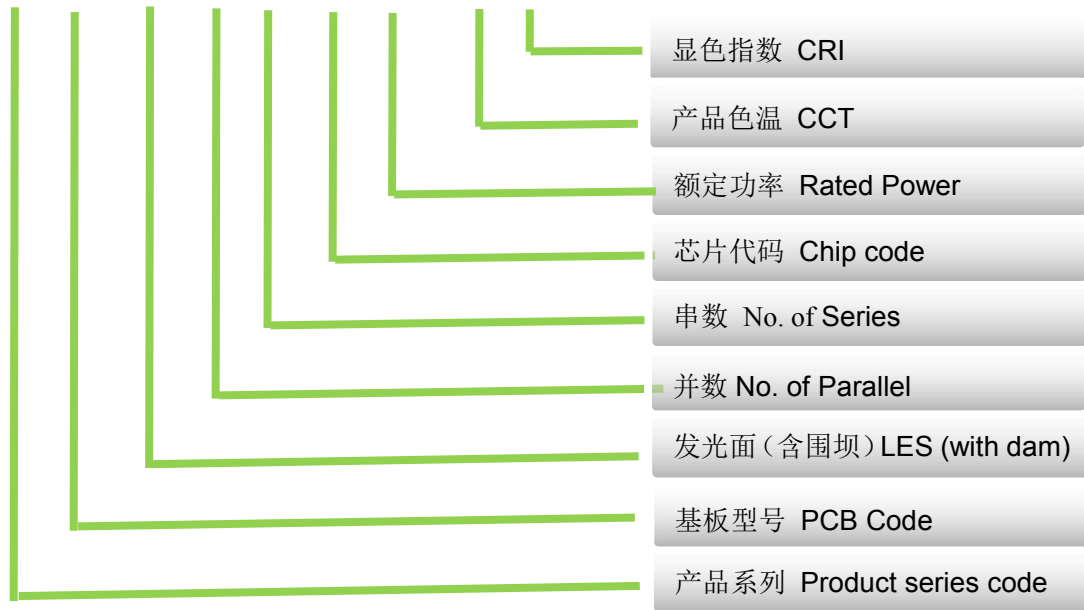 显色指数 CRI
产品色温 CCT
额定功率 Rated Power
芯片代码 Chip code
串数 No. of Series
并数 No. of Parallel
发光面（含围坝）LES (with dam)
基板型号 PCB Code
产品系列 Product series code